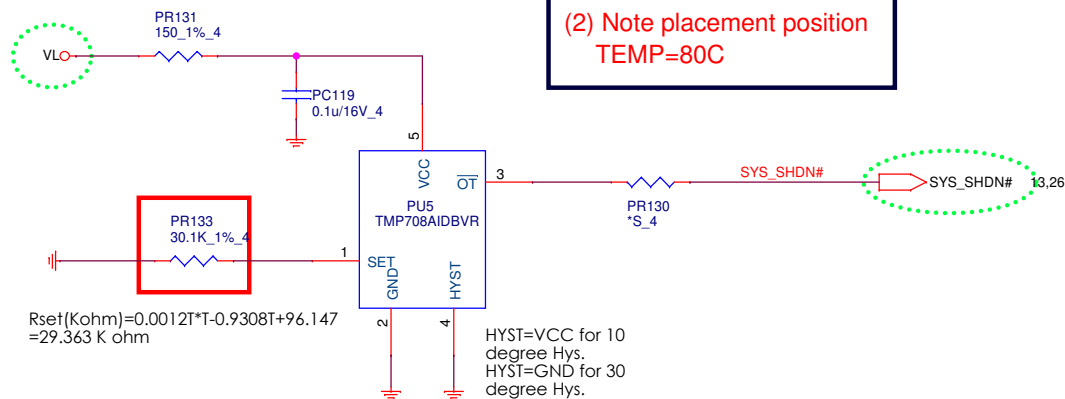 (2) Note placement position
TEMP=80C
PR131
150_1%_4
VL
PC119
0.1u/16V_4
5
VCC
3
OT
SYS_SHDN#
SYS_SHDN#
13,26
PU5
TMP708AIDBVR
PR130
*S_4
PR133
30.1K_1%_4
1
SET
GND
HYST
2
4
Rset(Kohm)=0.0012T*T-0.9308T+96.147
=29.363 K ohm
HYST=VCC for 10
degree Hys.
HYST=GND for 30
degree Hys.